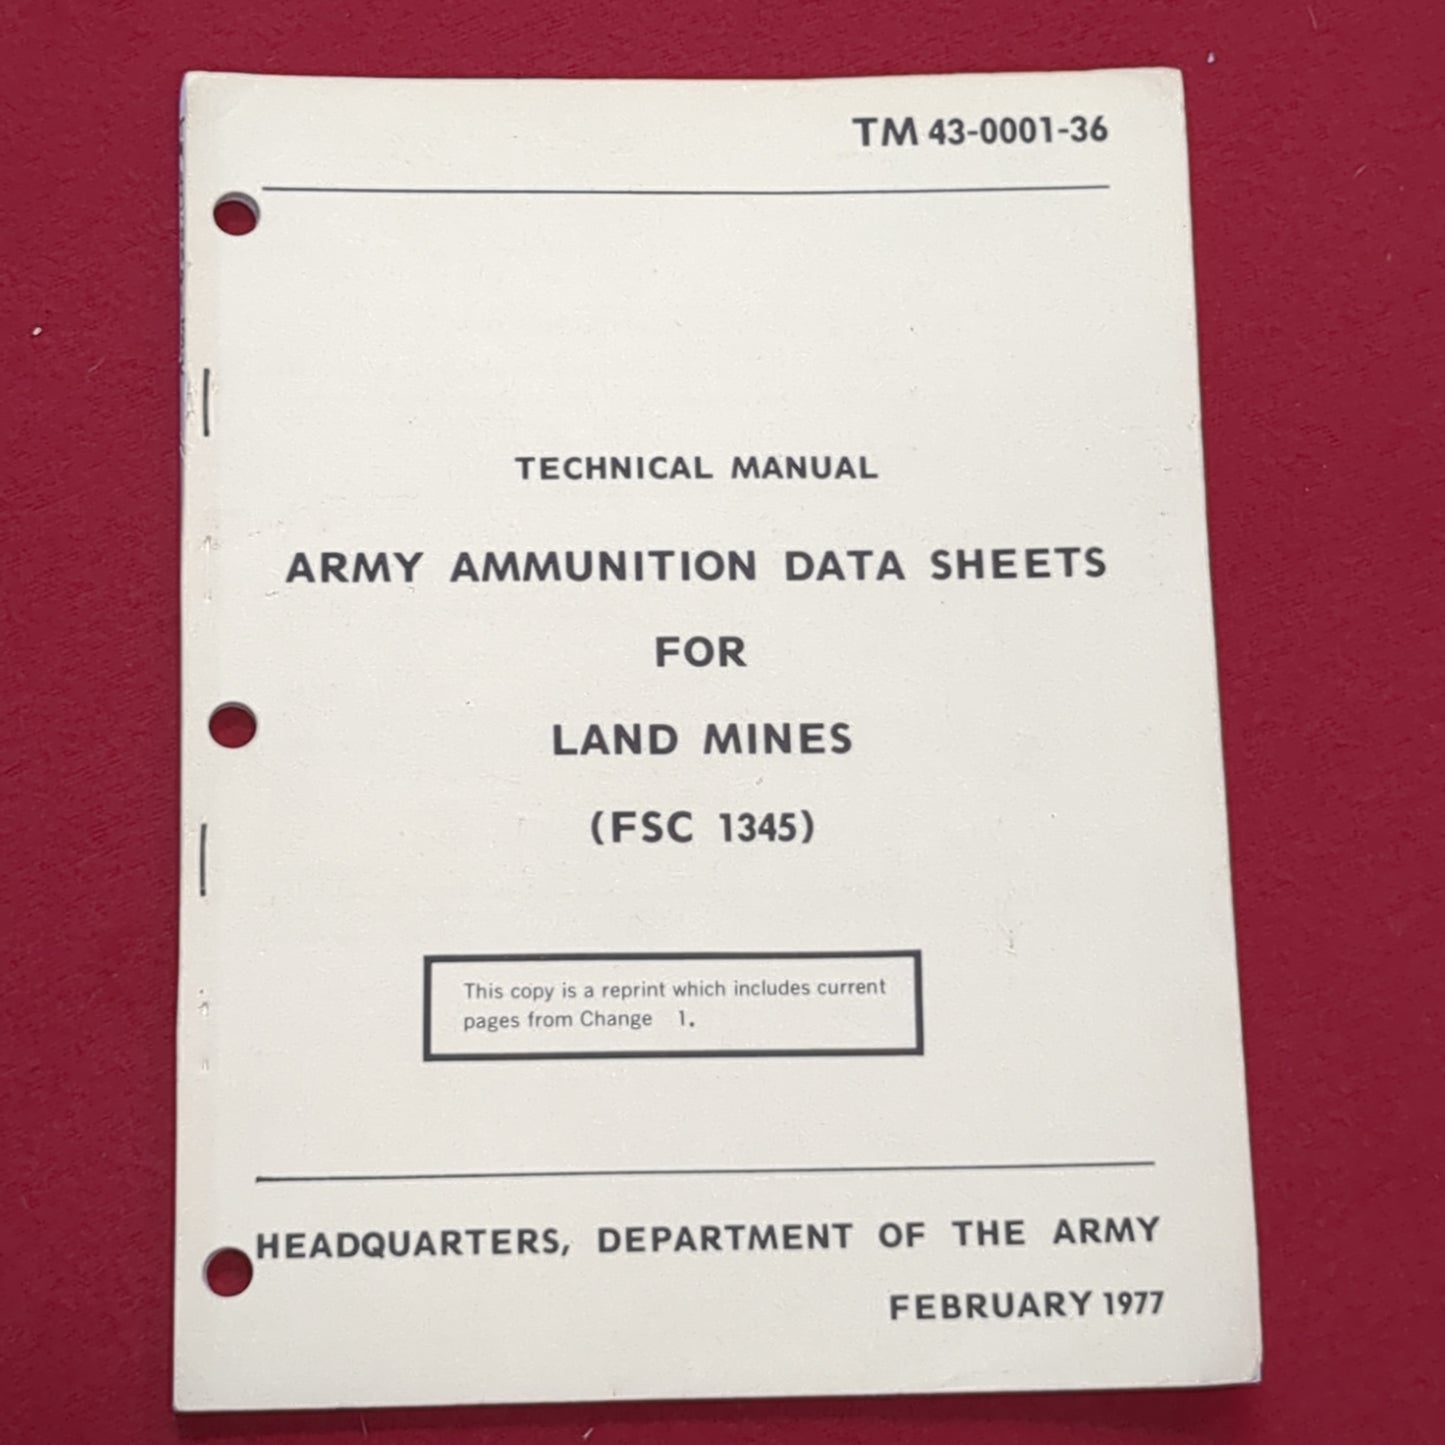 TM 43-0001-36
TECHNICAL MANUAL
ARMY AMMUNITION DATA SHEETS
FOR
LAND MINES
(FSC 1345)
This copy is a reprint which includes current
pages from Change 1.
HEADQUARTERS, DEPARTMENT OF THE ARMY
FEBRUARY 1977